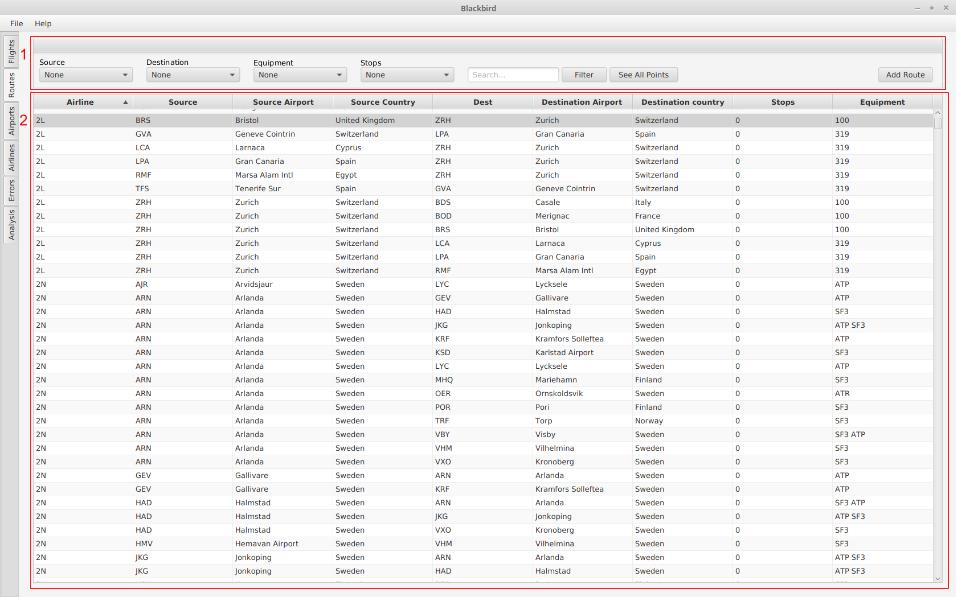 Blackbird
File Help
1
Source Destination Equipment Stops
None None None None Search... Filter See All Points Add Route
Flights
Routes
Airports
Airlines
Errors
Analysis
2
Airline Source Source Airport Source Country Dest Destination Airport Destination country Stops Equipment
2L BRS Bristol United Kingdom ZRH Zurich Switzerland 0 100
2L GVA Geneve Cointrin Switzerland LPA Gran Canaria Spain 0 319
2L LCA Larnaca Cyprus ZRH Zurich Switzerland 0 319
2L LPA Gran Canaria Spain ZRH Zurich Switzerland 0 319
2L RMF Marsa Alam Intl Egypt ZRH Zurich Switzerland 0 319
2L TFS Tenerife Sur Spain GVA Geneve Cointrin Switzerland 0 319
2L ZRH Zurich Switzerland BDS Casale Italy 0 100
2L ZRH Zurich Switzerland BOD Merignac France 0 100
2L ZRH Zurich Switzerland BRS Bristol United Kingdom 0 100
2L ZRH Zurich Switzerland LCA Larnaca Cyprus 0 319
2L ZRH Zurich Switzerland LPA Gran Canaria Spain 0 319
2L ZRH Zurich Switzerland RMF Marsa Alam Intl Egypt 0 319
2N AJR Arvidsjaur Sweden LYC Lycksele Sweden 0 ATP
2N ARN Arlanda Sweden GEV Gallivare Sweden 0 ATP
2N ARN Arlanda Sweden HAD Halmstad Sweden 0 SF3
2N ARN Arlanda Sweden JKG Jonkoping Sweden 0 ATP SF3
2N ARN Arlanda Sweden KRF Kramfors Solleftea Sweden 0 ATP
2N ARN Arlanda Sweden KSD Karlstad Airport Sweden 0 SF3
2N ARN Arlanda Sweden LYC Lycksele Sweden 0 ATP
2N ARN Arlanda Sweden MHQ Mariehamn Finland 0 SF3
2N ARN Arlanda Sweden OER Ornskoldsvik Sweden 0 ATR
2N ARN Arlanda Sweden POR Pori Finland 0 SF3
2N ARN Arlanda Sweden TRF Torp Norway 0 SF3
2N ARN Arlanda Sweden VBY Visby Sweden 0 SF3 ATP
2N ARN Arlanda Sweden VHM Vilhelmina Sweden 0 SF3
2N ARN Arlanda Sweden VXO Kronoberg Sweden 0 SF3
2N GEV Gallivare Sweden ARN Arlanda Sweden 0 ATP
2N GEV Gallivare Sweden KRF Kramfors Solleftea Sweden 0 ATP
2N HAD Halmstad Sweden ARN Arlanda Sweden 0 SF3 ATP
2N HAD Halmstad Sweden JKG Jonkoping Sweden 0 ATP SF3
2N HAD Halmstad Sweden VXO Kronoberg Sweden 0 SF3
2N HMV Hemavan Airport Sweden VHM Vilhelmina Sweden 0 SF3
2N JKG Jonkoping Sweden ARN Arlanda Sweden 0 ATP SF3
2N JKG Jonkoping Sweden HAD Halmstad Sweden 0 ATP SF3